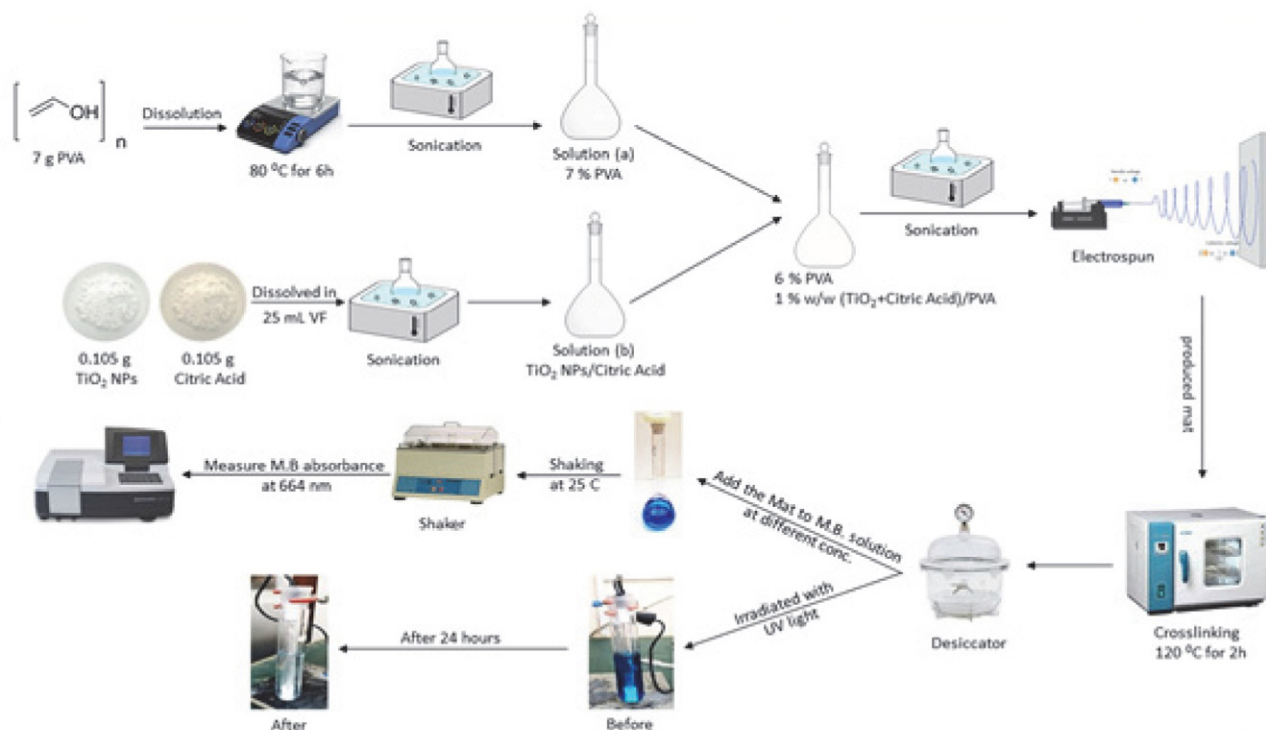 OH
n
7 g PVA
Dissolution
80 ⁰C for 6h
Sonication
Solution (a)
7 % PVA
0.105 g
TiO₂ NPs
0.105 g
Citric Acid
Dissolved in
25 mL VF
Sonication
Solution (b)
TiO₂ NPs/Citric Acid
6 % PVA
1 % w/w (TiO₂+Citric Acid)/PVA
Sonication
Electrospun
produced mat
Crosslinking
120 ⁰C for 2h
Desiccator
Add the Mat to M.B. solution
at different conc.
Shaking
at 25 C
Shaker
Measure M.B absorbance
at 664 nm
Irradiated with
UV light
Before
After 24 hours
After